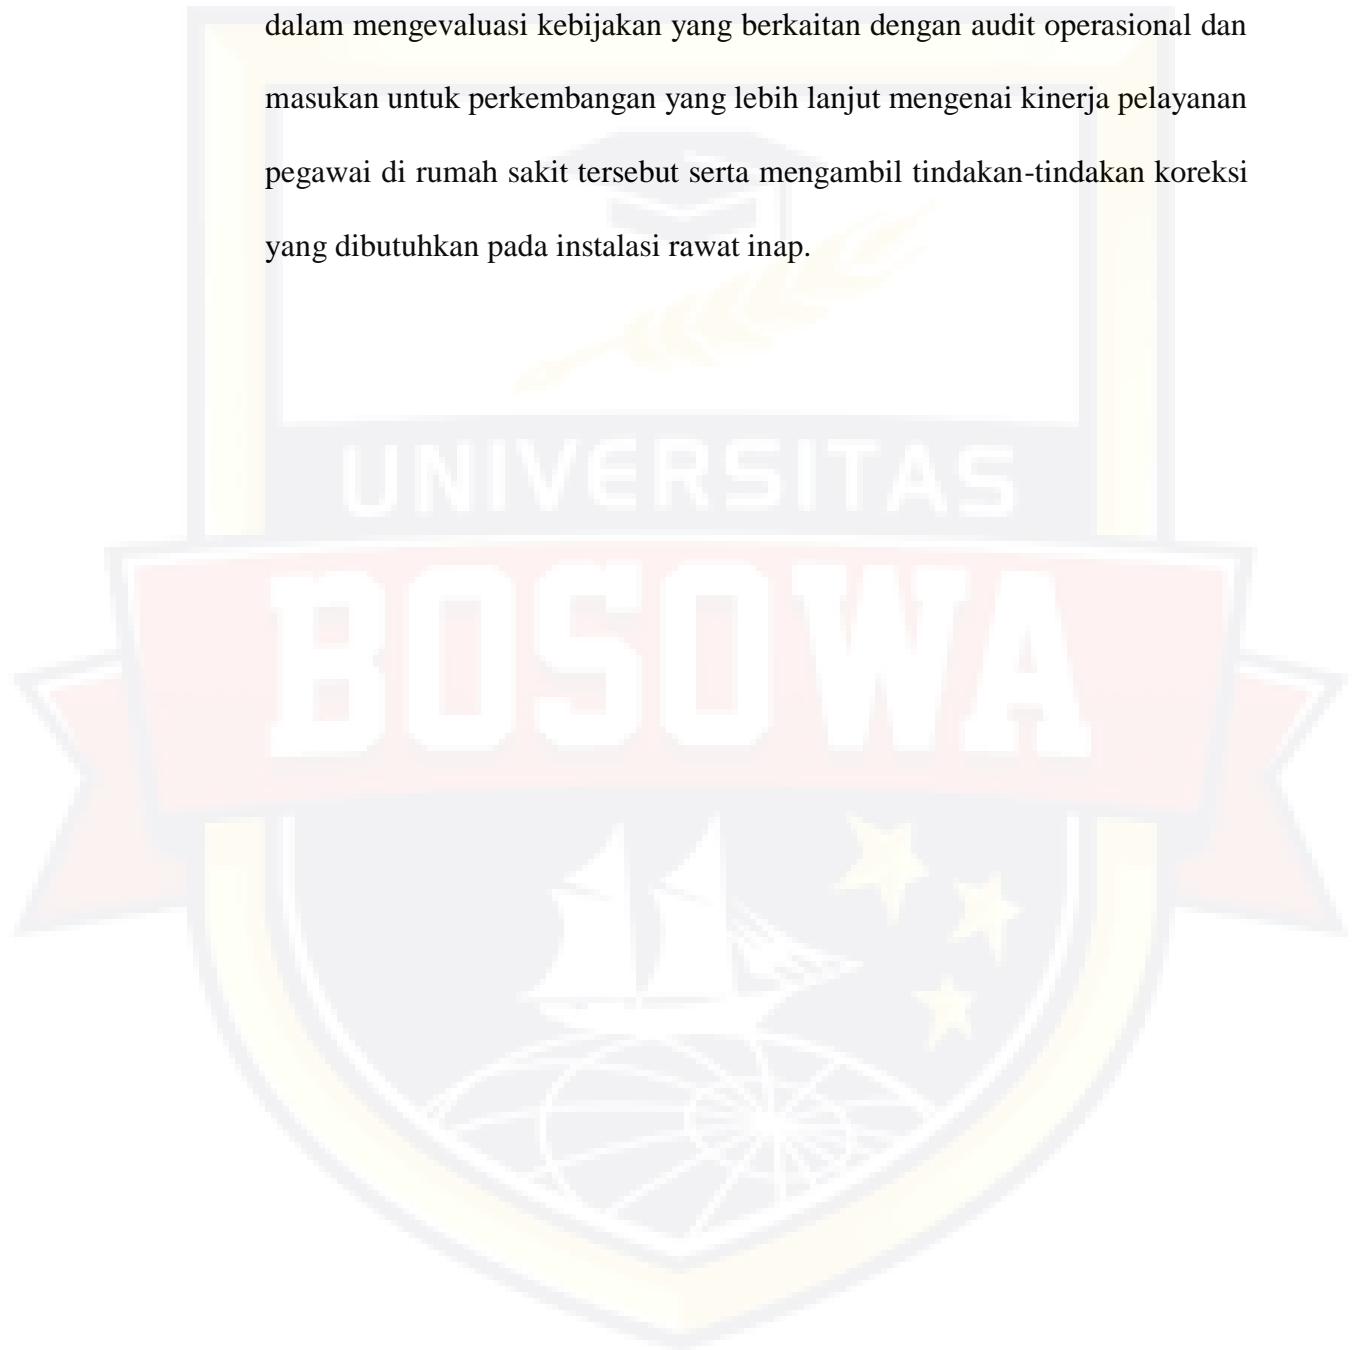 dalam mengevaluasi kebijakan yang berkaitan dengan audit operasional dan
masukan untuk perkembangan yang lebih lanjut mengenai kinerja pelayanan
pegawai di rumah sakit tersebut serta mengambil tindakan-tindakan koreksi
yang dibutuhkan pada instalasi rawat inap.
UNIVERSITAS
BOSOWA